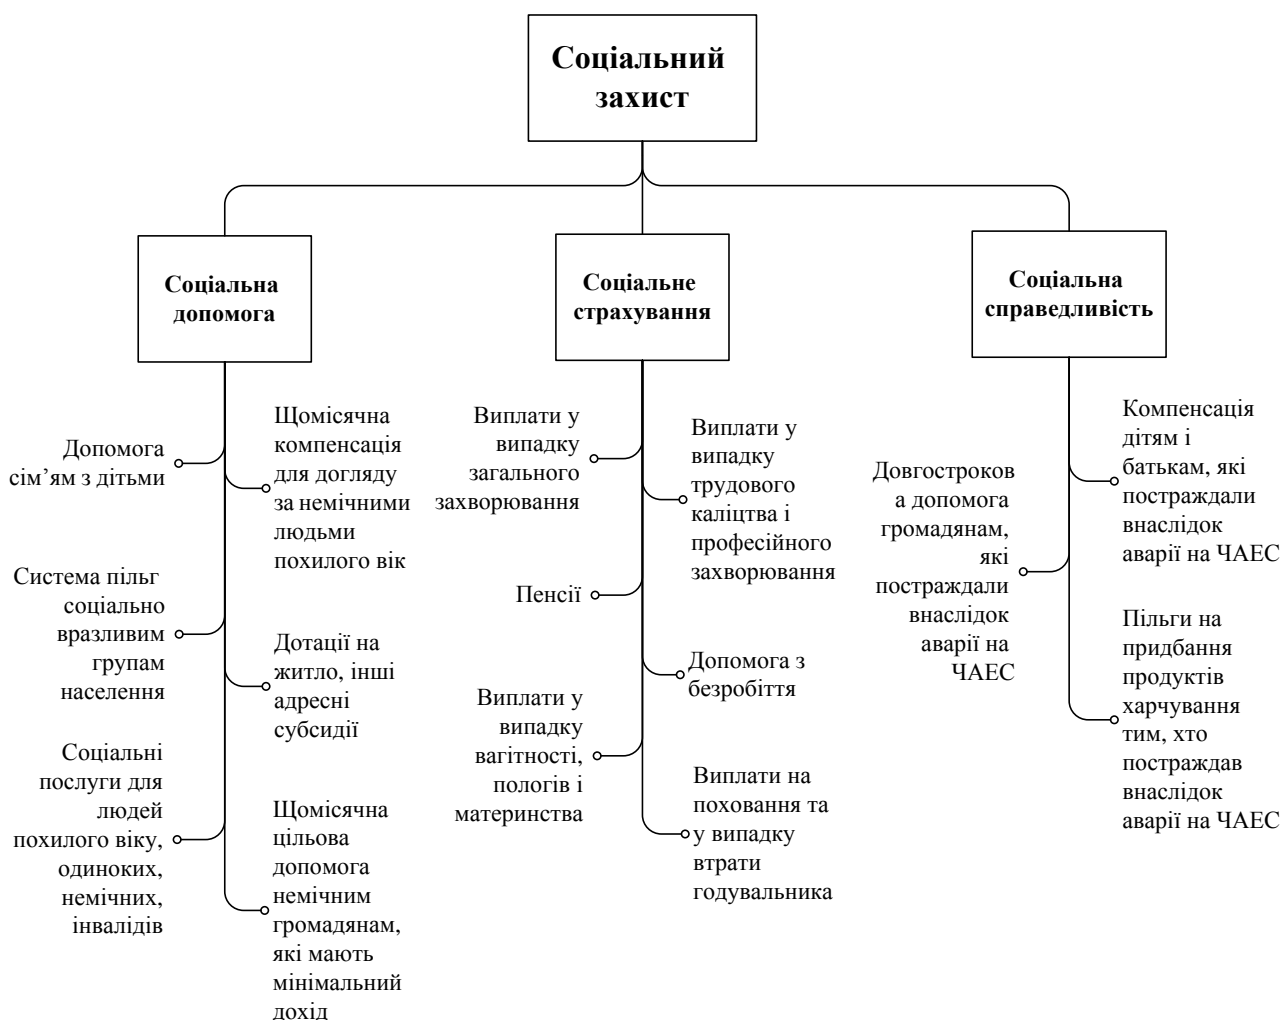 Соціальний
захист
Соціальна
допомога
Допомога
сім’ям з дітьми
Щомісячна
компенсація
для догляду
за немічними
людьми
похилого вік
Система пільг
соціально
вразливим
групам
населення
Дотації на
житло, інші
адресні
субсидії
Соціальні
послуги для
людей
похилого віку,
одиноких,
немічних,
інвалідів
Щомісячна
цільова
допомога
немічним
громадянам,
які мають
мінімальний
дохід
Соціальне
страхування
Виплати у
випадку
загального
захворювання
Виплати у
випадку
трудового
каліцтва і
професійного
захворювання
Пенсії
Допомога з
безробіття
Виплати у
випадку
вагітності,
пологів і
материнства
Виплати на
поховання та
у випадку
втрати
годувальника
Соціальна
справедливість
Довгостроков
а допомога
громадянам,
які
постраждали
внаслідок
аварії на
ЧАЕС
Компенсація
дітям і
батькам, які
постраждали
внаслідок
аварії на ЧАЕС
Пільги на
придбання
продуктів
харчування
тим, хто
постраждав
внаслідок
аварії на ЧАЕС